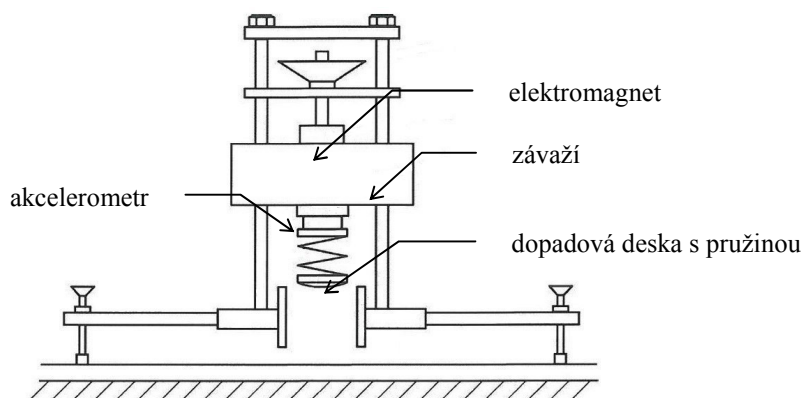 elektromagnet
závaží
akcelerometr
dopadová deska s pružinou